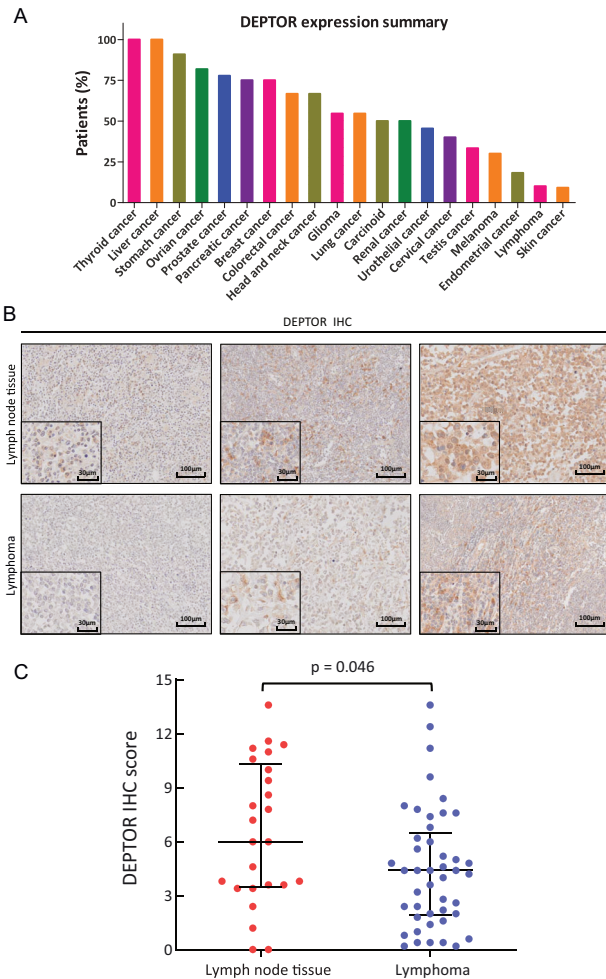 A
DEPTOR expression summary
Patients (%)
100
75
50
25
0
Thyroid cancer
Liver cancer
Stomach cancer
Ovrian cancer
Prostate cancer
Pancreatic cancer
Breast cancer
Colorectal cancer
Head and neck cancer
Glioma
Lung cancer
Carcinoid
Renal cancer
Urothelial cancer
Cervical cancer
Testis cancer
Melanoma
Endometrial cancer
Lymphoma
Skin cancer
B
DEPTOR IHC
Lymph node tissue
30μm
100μm
30μm
100μm
30μm
100μm
Lymphoma
30μm
100μm
30μm
100μm
30μm
100μm
C
p = 0.046
DEPTOR IHC score
15
12
9
6
3
0
Lymph node tissue
Lymphoma